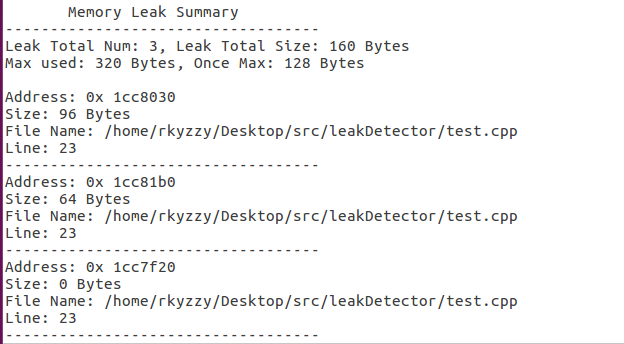 Memory Leak Summary
-----------------------------------
Leak Total Num: 3, Leak Total Size: 160 Bytes
Max used: 320 Bytes, Once Max: 128 Bytes
Address: 0x 1cc8030
Size: 96 Bytes
File Name: /home/rkyzzy/Desktop/src/leakDetector/test.cpp
Line: 23
-----------------------------------
Address: 0x 1cc81b0
Size: 64 Bytes
File Name: /home/rkyzzy/Desktop/src/leakDetector/test.cpp
Line: 23
-----------------------------------
Address: 0x 1cc7f20
Size: 0 Bytes
File Name: /home/rkyzzy/Desktop/src/leakDetector/test.cpp
Line: 23
-----------------------------------